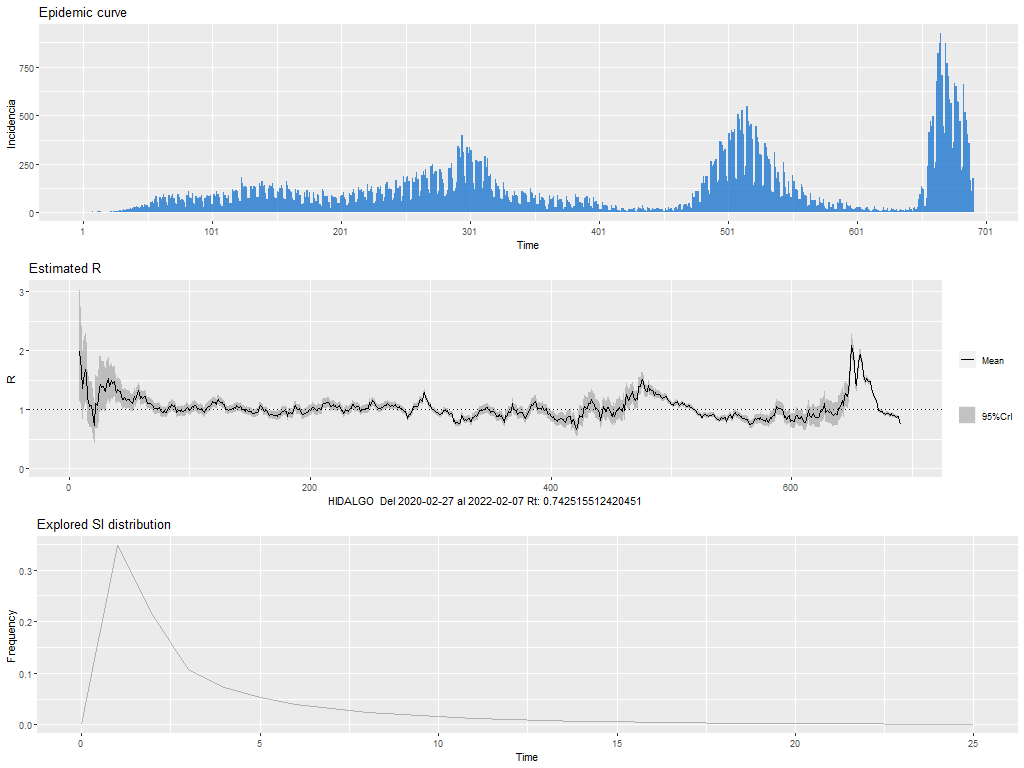 Epidemic curve
Incidencia
750
500
250
0
1 101 201 301 401 501 601 701
Time
Estimated R
R
3
2
1
0
Mean
95%CrI
0 200 400 600
HIDALGO Del 2020-02-27 al 2022-02-07 Rt: 0.742515512420451
Explored SI distribution
Frequency
0.3
0.2
0.1
0.0
0 5 10 15 20 25
Time